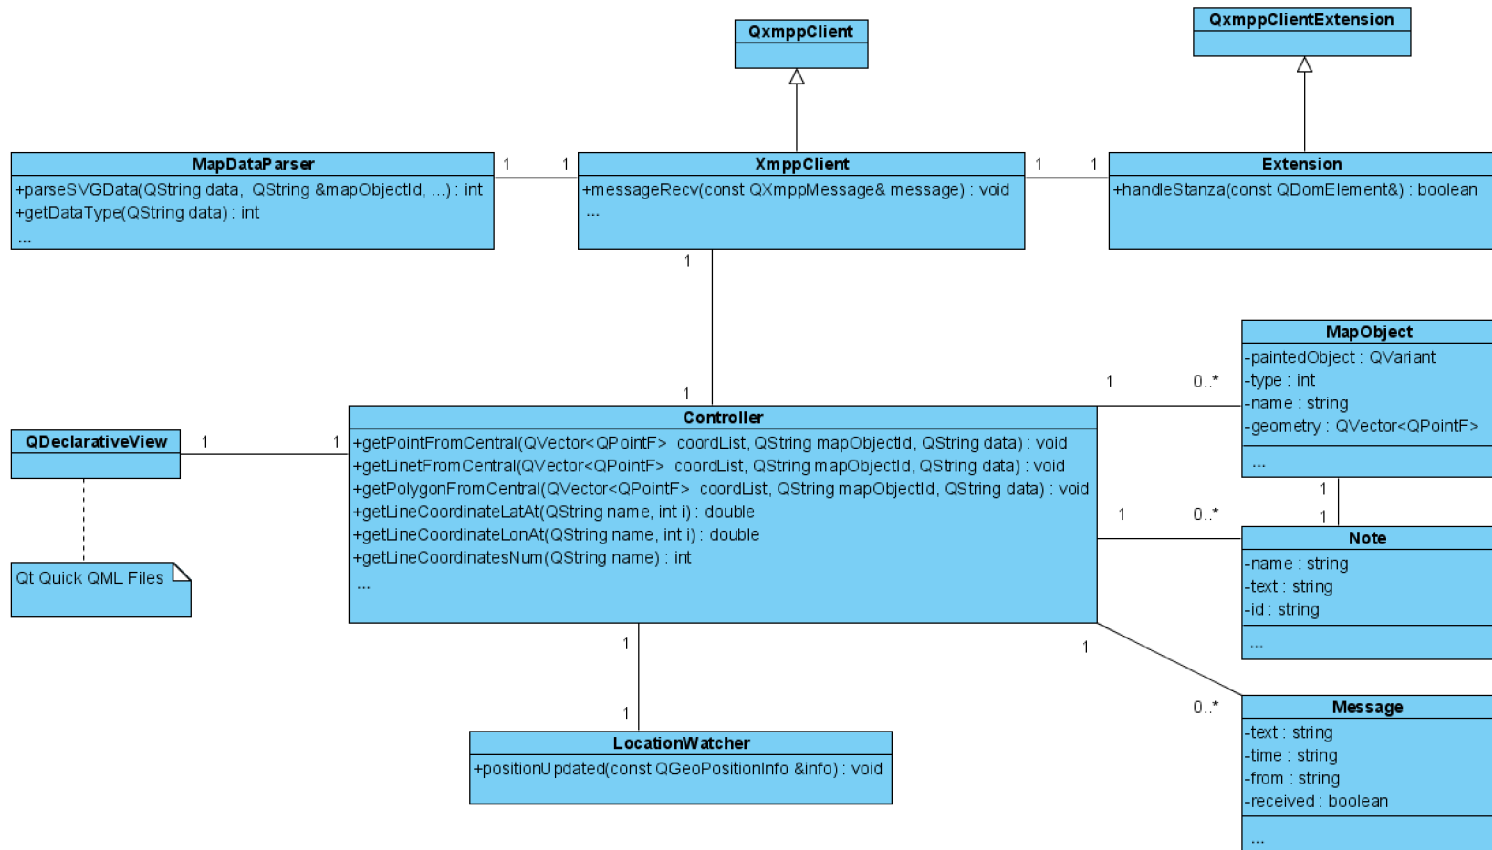 QxmppClient
QxmppClientExtension
MapDataParser
+parseSVGData(QString data, QString &mapObjectId, ...) : int
+getDataType(QString data) : int
...
1
1
XmppClient
+messageRecv(const QXmppMessage& message) : void
...
1
1
Extension
+handleStanza(const QDomElement&) : boolean
1
1
MapObject
-paintedObject : QVariant
-type : int
-name : string
-geometry : QVector<QPointF>
...
1
0..*
QDeclarativeView
1
1
Controller
+getPointFromCentral(QVector<QPointF> coordList, QString mapObjectId, QString data) : void
+getLinetFromCentral(QVector<QPointF> coordList, QString mapObjectId, QString data) : void
+getPolygonFromCentral(QVector<QPointF> coordList, QString mapObjectId, QString data) : void
+getLineCoordinateLatAt(QString name, int i) : double
+getLineCoordinateLonAt(QString name, int i) : double
+getLineCoordinatesNum(QString name) : int
...
1
1
1
0..*
Note
-name : string
-text : string
-id : string
...
Qt Quick QML Files
1
1
1
0..*
LocationWatcher
+positionUpdated(const QGeoPositionInfo &info) : void
Message
-text : string
-time : string
-from : string
-received : boolean
...